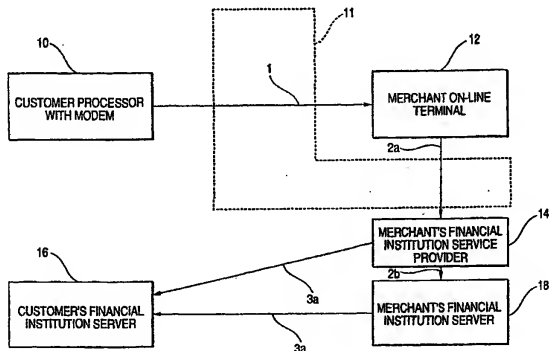 11
10
12
1
CUSTOMER PROCESSOR
WITH MODEM
MERCHANT ON-LINE
TERMINAL
2a
14
16
MERCHANT'S FINANCIAL
INSTITUTION SERVICE
PROVIDER
2b
3a
18
CUSTOMER'S FINANCIAL
INSTITUTION SERVER
MERCHANT'S FINANCIAL
INSTITUTION SERVER
3a